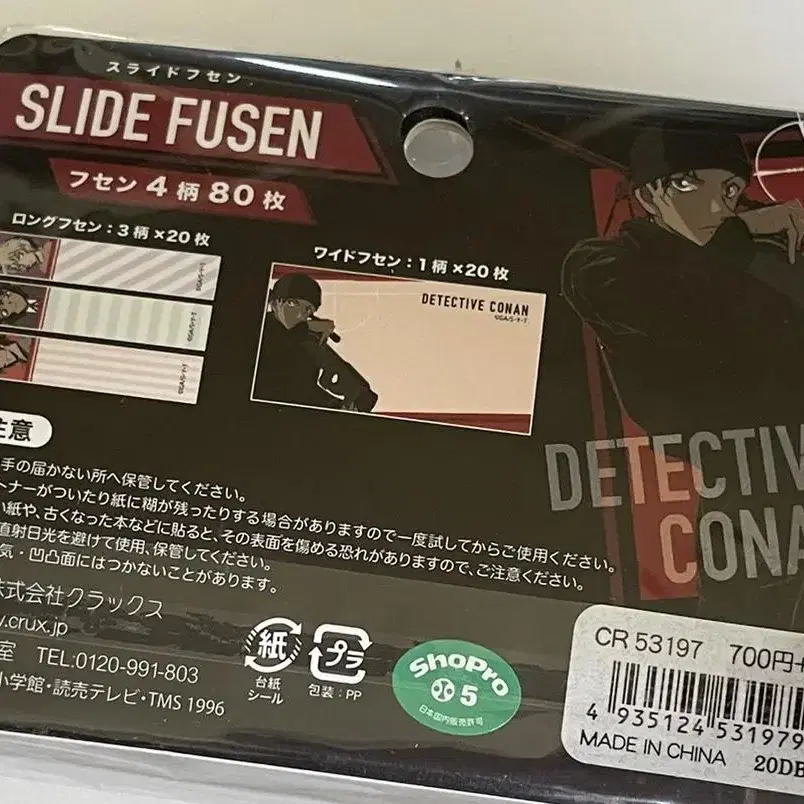 スライドフセン
SLIDE FUSEN
フセン4柄80枚
ロングフセン：3柄×20枚
ワイドフセン：1柄×20枚
DETECTIVE CONAN
DETECTIV
CONA
注意
手の届かない所へ保管してください。
ナーがついたり紙に糊が残ったりする場合がありますので一度試してからご使用ください。
い紙や、古くなった本などに貼ると、その表面を傷める恐れがありますので、ご注意ください。
直射日光を避けて使用、保管してください。
気・凹凸面にはつかないことがあります。
株式会社クラックス
.crux.jp
室 TEL:0120-991-803
小学館・読売テレビ・TMS 1996
紙
台紙
シール
プラ
包装：PP
ShoPro
5
日本国内販売許可
CR 53197 700円+
4 935124 531979
MADE IN CHINA 20DE